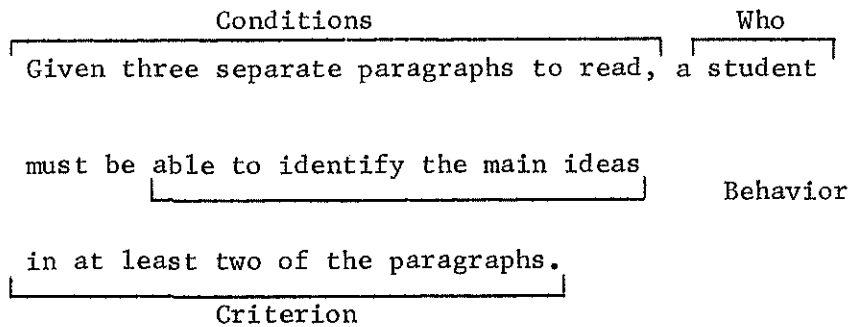 Conditions Who
Given three separate paragraphs to read, a student
must be able to identify the main ideas
Behavior
in at least two of the paragraphs.
Criterion